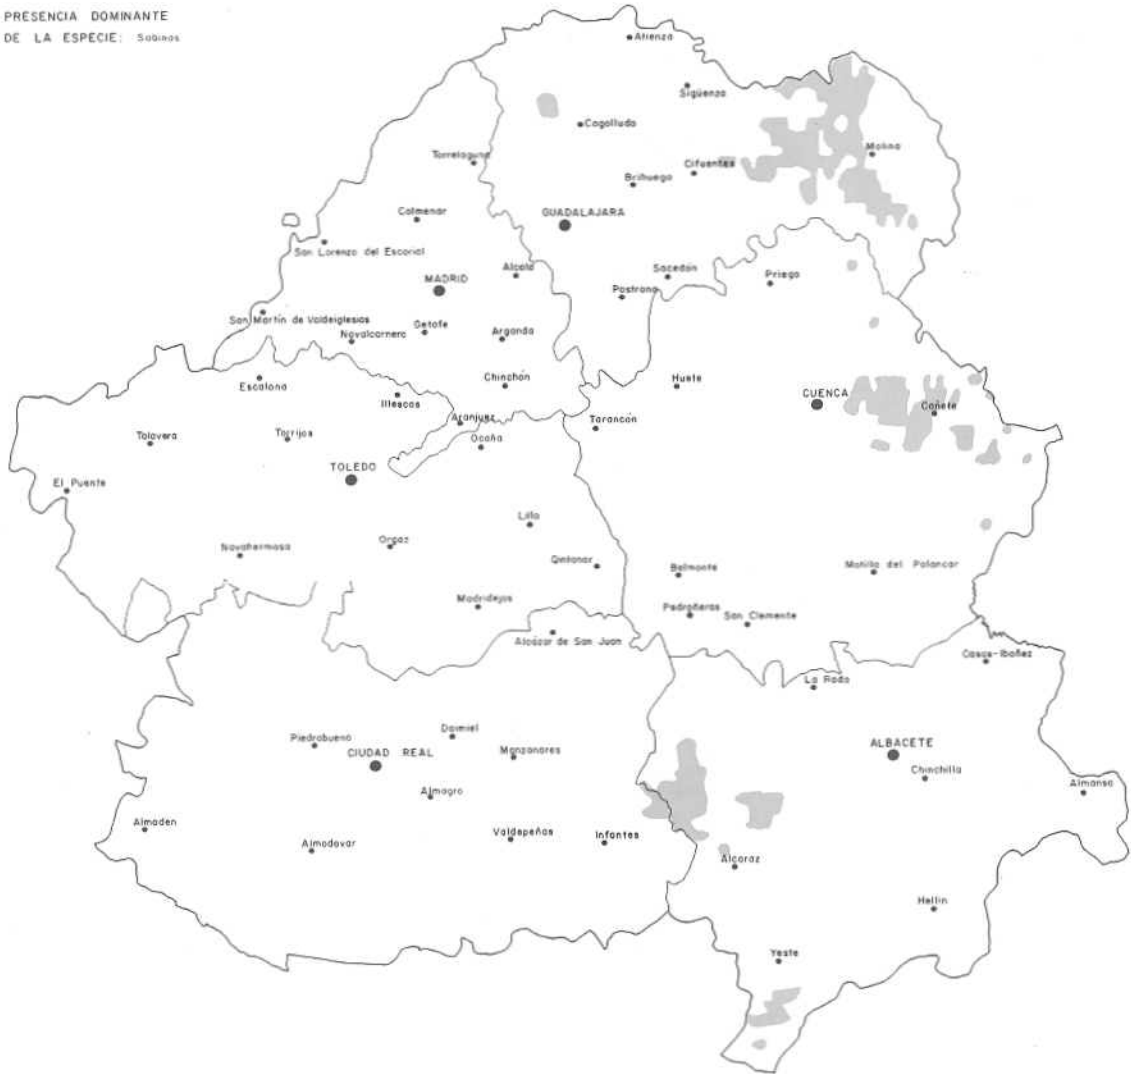 PRESENCIA DOMINANTE
DE LA ESPECIE: Sabinas
Atienza
Sigüenza
Cogolludo
Molina
Torrelaguna
Cifuentes
Brihuega
Colmenar
GUADALAJARA
San Lorenzo del Escorial
Alcalá
Sacedón
Priego
MADRID
Pastrana
San Martín de Valdeiglesias
Getafe
Arganda
Navalcarnero
Chinchón
Huete
Escalona
CUENCA
Illescas
Cañete
Aranjuez
Tarancón
Talavera
Torrijos
Ocaña
TOLEDO
El Puente
Lillo
Navahermosa
Orgaz
Qintanar
Belmonte
Motilla del Palancar
Madridejos
Pedroñeras
San Clemente
Alcázar de San Juan
Casas-Ibañez
La Roda
Piedrabuena
Daimiel
CIUDAD REAL
Manzanares
ALBACETE
Chinchilla
Almagro
Almansa
Almaden
Valdepeñas
Infantes
Almodovar
Alcaraz
Hellin
Yeste